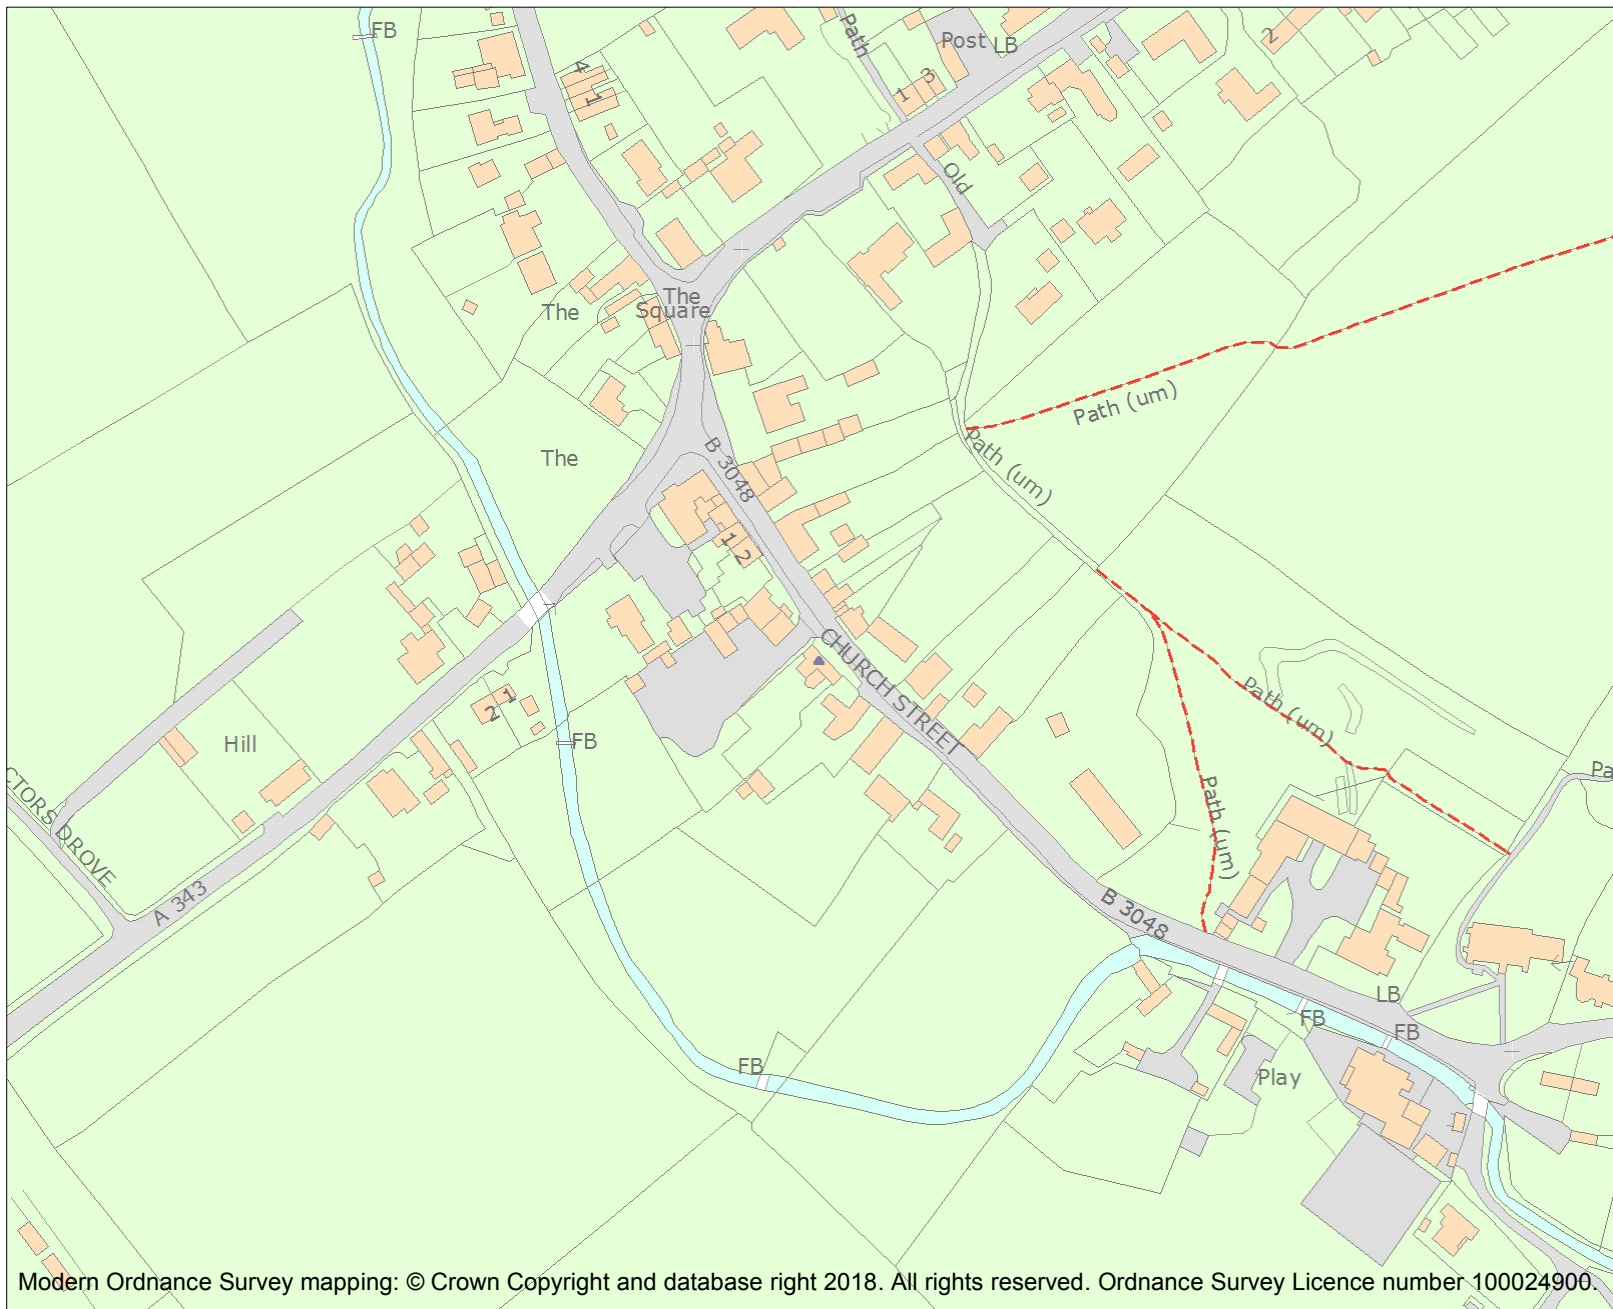 FB
Path
Post
LB
2
4
1
1 3
Old
The
The
Square
Path (um)
Path (um)
The
B 3048
1 2
CHURCH STREET
1
2
Hill
FB
Path (um)
Path (um)
Pa
CTORS DROVE
A 343
B 3048
LB
FB
FB
FB
Play
Modern Ordnance Survey mapping: © Crown Copyright and database right 2018. All rights reserved. Ordnance Survey Licence number 100024900.